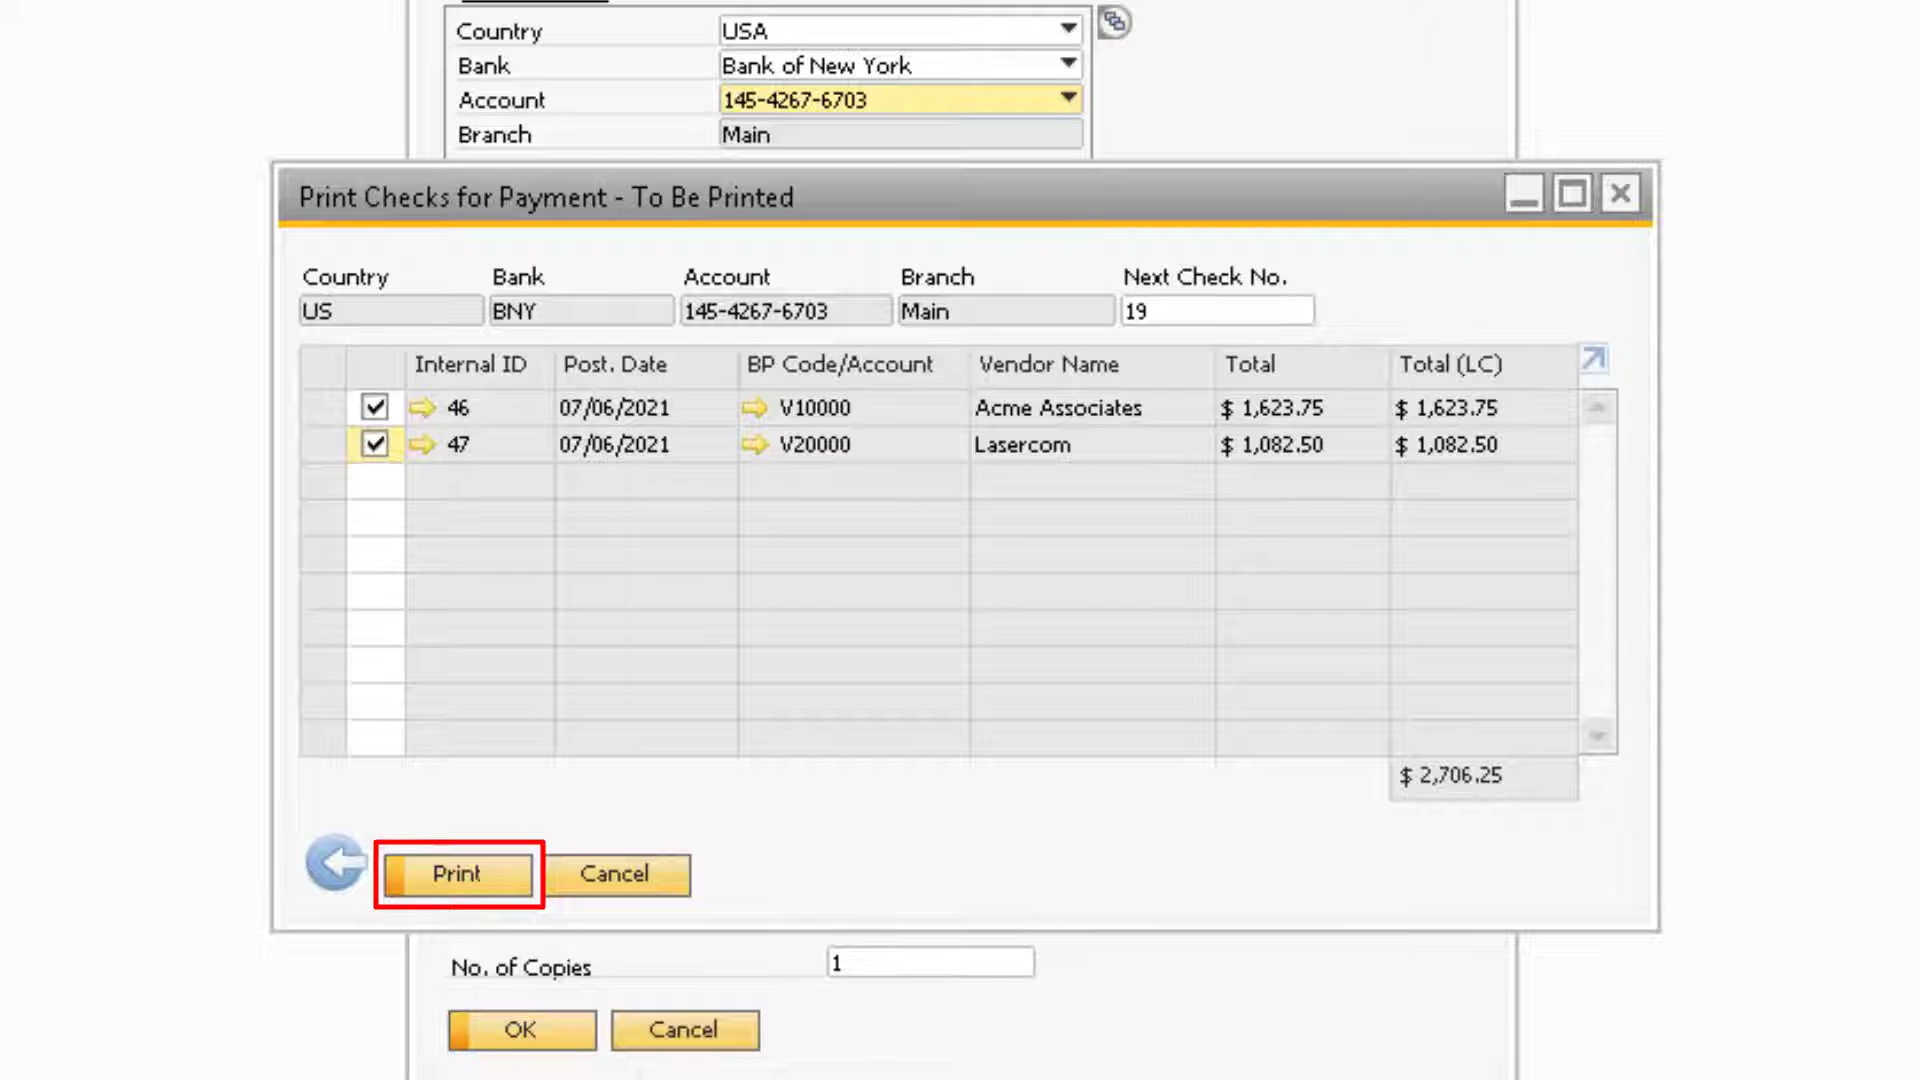 Country USA
Bank Bank of New York
Account 145-4267-6703
Branch Main
Print Checks for Payment - To Be Printed
Country Bank Account Branch Next Check No.
US BNY 145-4267-6703 Main 19
Internal ID Post. Date BP Code/Account Vendor Name Total Total (LC)
46 07/06/2021 V10000 Acme Associates $ 1,623.75 $ 1,623.75
47 07/06/2021 V20000 Lasercom $ 1,082.50 $ 1,082.50
$ 2,706.25
Print Cancel
No. of Copies 1
OK Cancel